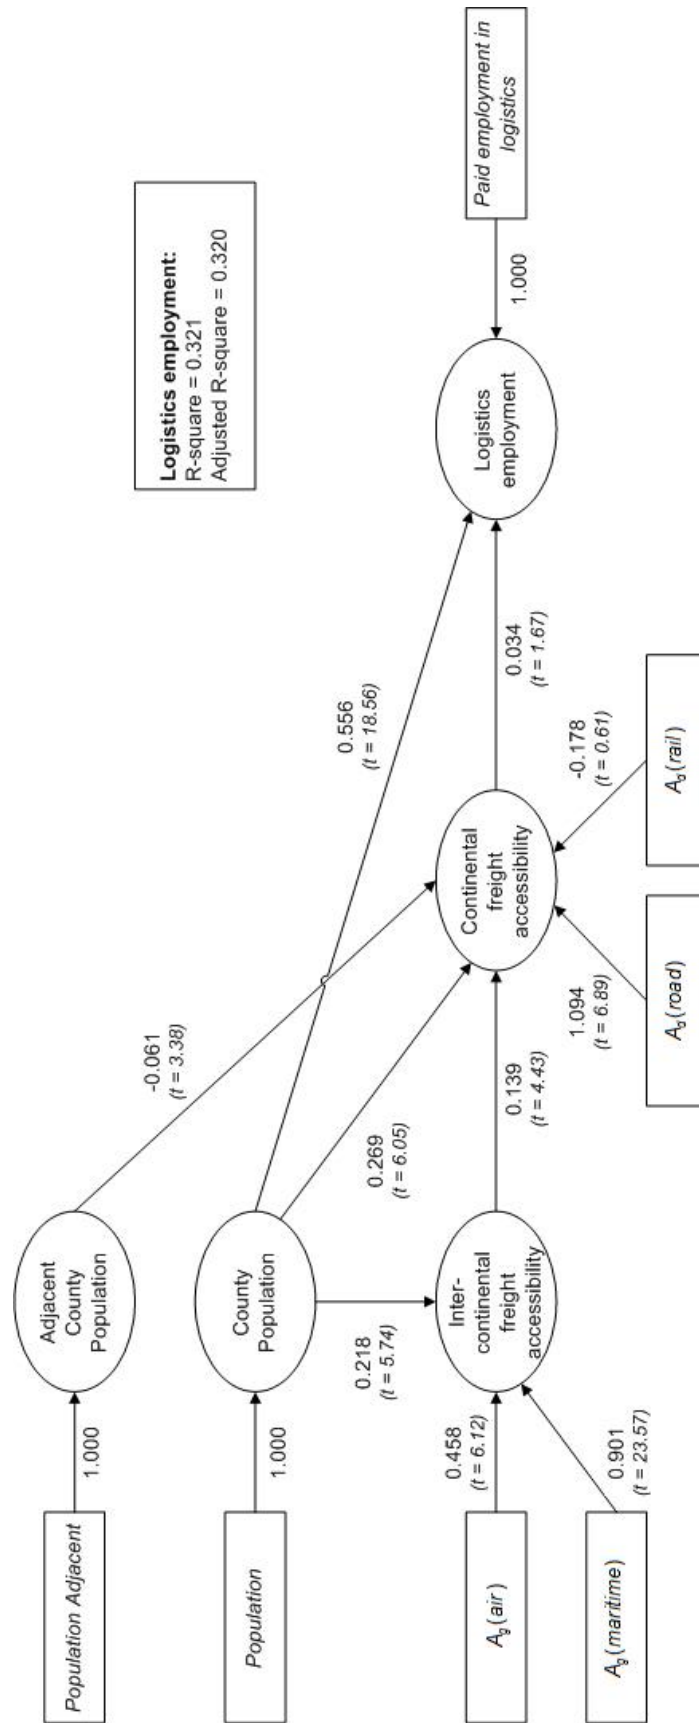 Population Adjacent
1.000
Adjacent
County
Population
-0.061
(t = 3.38)
Logistics employment:
R-square = 0.321
Adjusted R-square = 0.320
Population
1.000
County
Population
0.556
(t = 18.56)
0.269
(t = 6.05)
0.218
(t = 5.74)
A_g(air)
0.458
(t = 6.12)
Inter-
continental
freight
accessibility
0.139
(t = 4.43)
Continental
freight
accessibility
0.034
(t = 1.67)
Logistics
employment
1.000
Paid employment in
logistics
A_g(maritime)
0.901
(t = 23.57)
1.094
(t = 6.89)
-0.178
(t = 0.61)
A_d(road)
A_d(rail)